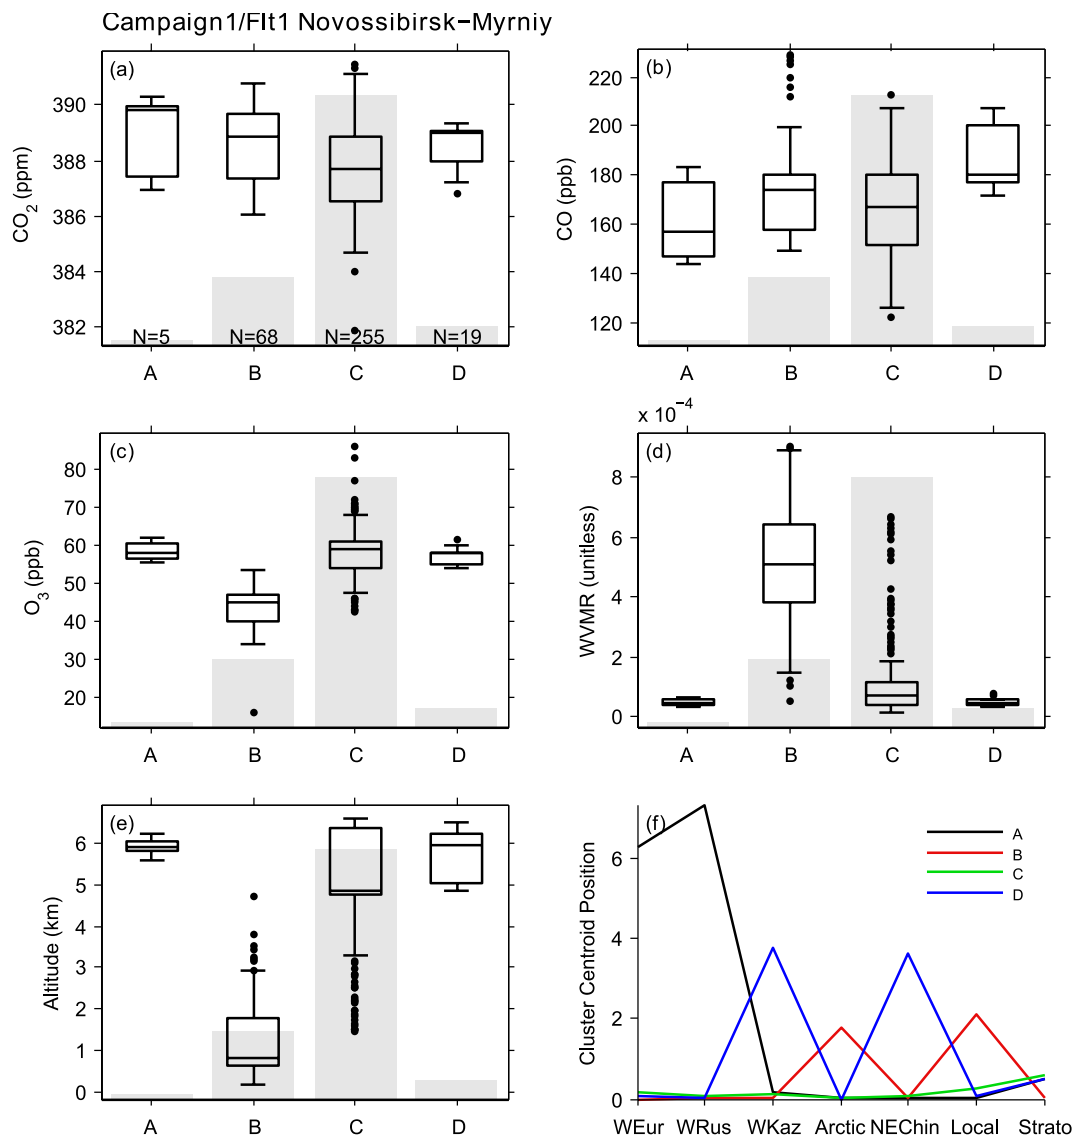 Campaign1/Flt1 Novossibirsk−Myrniy
(a)
CO2 (ppm)
390
388
386
384
382
N=5 N=68 N=255 N=19
A B C D
(b)
CO (ppb)
220
200
180
160
140
120
A B C D
(c)
O3 (ppb)
80
70
60
50
40
30
20
A B C D
x 10−4
(d)
WVMR (unitless)
8
6
4
2
0
A B C D
(e)
Altitude (km)
6
5
4
3
2
1
0
A B C D
(f)
Cluster Centroid Position
6
4
2
0
A
B
C
D
WEur WRus WKaz Arctic NEChin Local Strato